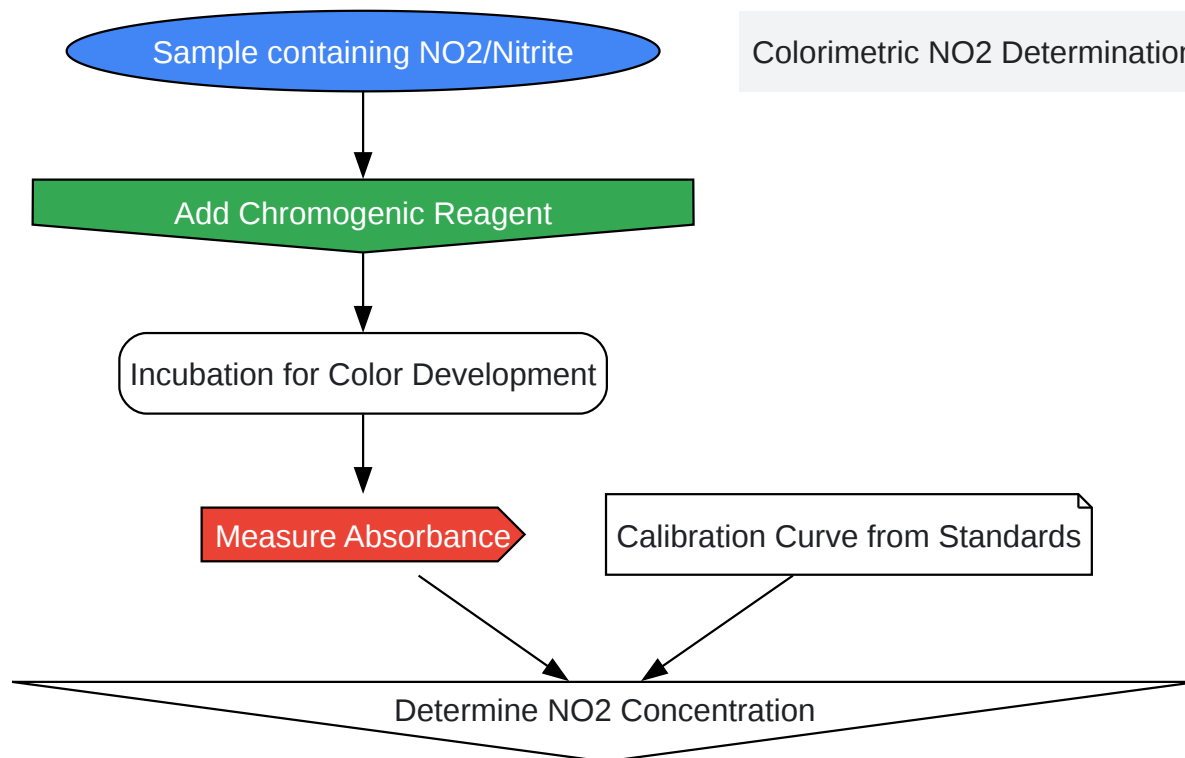 Sample containing NO2/Nitrite
Colorimetric NO2 Determination
Add Chromogenic Reagent
Incubation for Color Development
Measure Absorbance
Calibration Curve from Standards
Determine NO2 Concentration